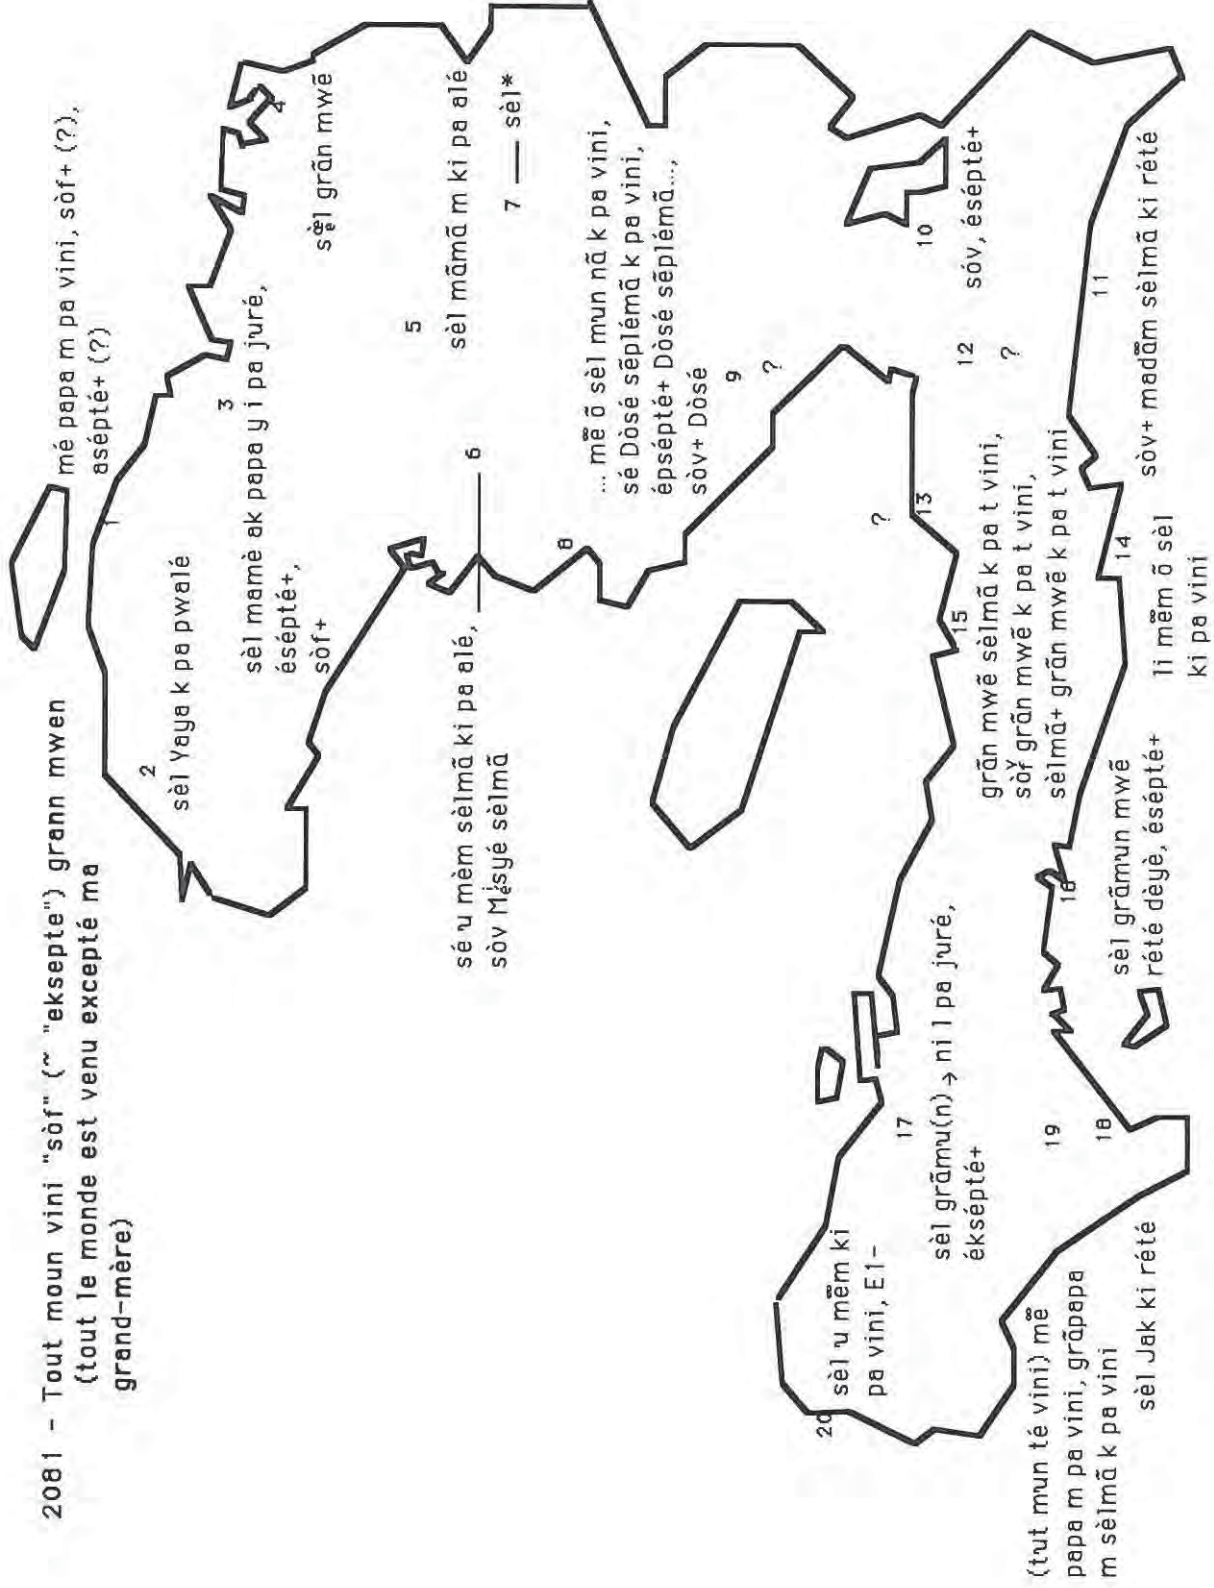 2081 - Tout moun vini "sòf" (~ "eksepte") grann mwen
(tout le monde est venu excepté ma
grand-mère)
mé papa m pa vini, sòf+ (?),
asépté+ (?)
1
2
sèl Yaya k pa pwalé
3
sèl mamè ak papa y i pa juré,
ésépté+,
sòf+
4
grãn mwẽ
5
sèl mãmã m ki pa alé
6
sé u mèm sèlmã ki pa alé,
sòv Mésyé sèlmã
7 — sèl*
8
... mẽ õ sèl mun nã k pa vini,
sé Dòsé sẽplémã k pa vini,
épsépté+ Dòsé sẽplémã...,
sòv+ Dòsé
9
?
10
sóv, ésépté+
11
sòv+ madãm sèlmã ki rété
12
?
13
?
14
li mẽm õ sèl
ki pa vini
15
grãn mwẽ sèlmã k pa t vini,
grãn mwẽ k pa t vini,
sèlmã+ grãn mwẽ k pa t vini
16
sèl grãmun mwẽ
rété dèyè, ésépté+
17
sèl grãmu(n) → ni l pa juré,
éksépté+
18
sèl Jak ki rété
19
(tut mun té vini) mẽ
papa m pa vini, grãpapa
m sèlmã k pa vini
20
sèl u mẽm ki
pa vini, El-